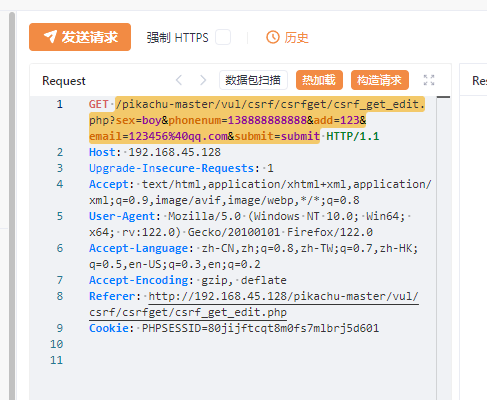 发送请求 强制 HTTPS 历史
Request 数据包扫描 热加载 构造请求 Res
1 GET /pikachu-master/vul/csrf/csrfget/csrf_get_edit.
php?sex=boy&phonenum=138888888888&add=123&
email=123456%40qq.com&submit=submit HTTP/1.1
2 Host: 192.168.45.128
3 Upgrade-Insecure-Requests: 1
4 Accept: text/html,application/xhtml+xml,application/
xml;q=0.9,image/avif,image/webp,*/*;q=0.8
5 User-Agent: Mozilla/5.0 (Windows NT 10.0; Win64;
x64; rv:122.0) Gecko/20100101 Firefox/122.0
6 Accept-Language: zh-CN,zh;q=0.8,zh-TW;q=0.7,zh-HK;
q=0.5,en-US;q=0.3,en;q=0.2
7 Accept-Encoding: gzip, deflate
8 Referer: http://192.168.45.128/pikachu-master/vul/
csrf/csrfget/csrf_get_edit.php
9 Cookie: PHPSESSID=80jijftcqt8m0fs7mlbrj5d601
10
11